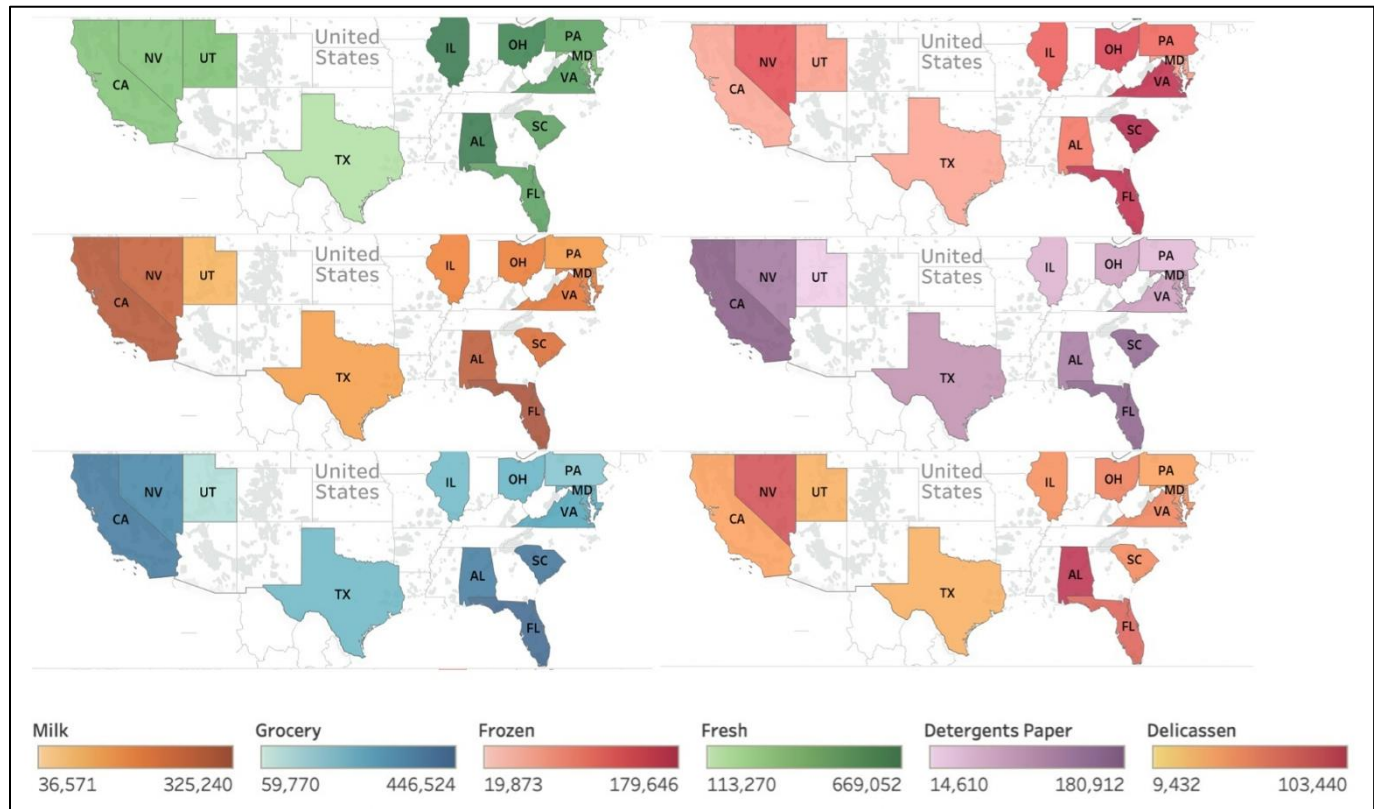 United
States
CA
NV
UT
TX
IL
OH
PA
MD
VA
AL
SC
FL
United
States
CA
NV
UT
TX
IL
OH
PA
MD
VA
AL
SC
FL
United
States
CA
NV
UT
TX
IL
OH
PA
MD
VA
AL
SC
FL
United
States
CA
NV
UT
TX
IL
OH
PA
MD
VA
AL
SC
FL
United
States
CA
NV
UT
TX
IL
OH
PA
MD
VA
AL
SC
FL
United
States
CA
NV
UT
TX
IL
OH
PA
MD
VA
AL
SC
FL
Milk
36,571 325,240
Grocery
59,770 446,524
Frozen
19,873 179,646
Fresh
113,270 669,052
Detergents Paper
14,610 180,912
Delicassen
9,432 103,440